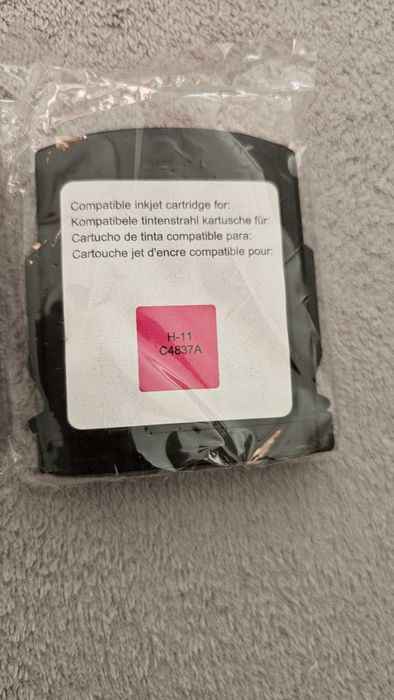 Compatible inkjet cartridge for:
Kompatibele tintenstrahl kartusche für:
Cartucho de tinta compatible para:
Cartouche jet d'encre compatible pour:
H-11
C4837A